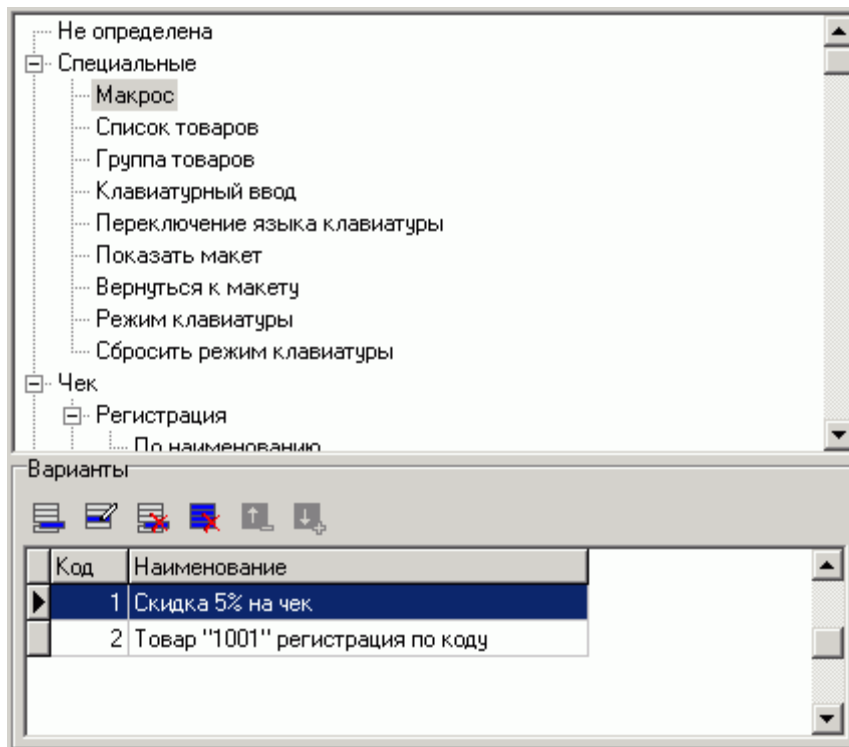 Не определена
Специальные
Макрос
Список товаров
Группа товаров
Клавиатурный ввод
Переключение языка клавиатуры
Показать макет
Вернуться к макету
Режим клавиатуры
Сбросить режим клавиатуры
Чек
Регистрация
По наименованию
Варианты
Код Наименование
1 Скидка 5% на чек
2 Товар "1001" регистрация по коду